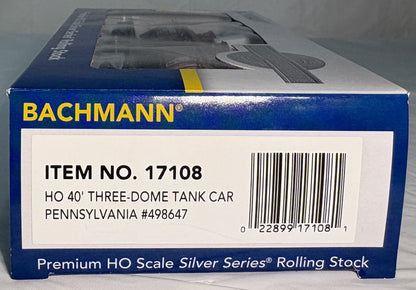 BACHMANN®
ITEM NO. 17108
HO 40' THREE-DOME TANK CAR
PENNSYLVANIA #498647
0 22899 17108 1
Premium HO Scale Silver Series® Rolling Stock